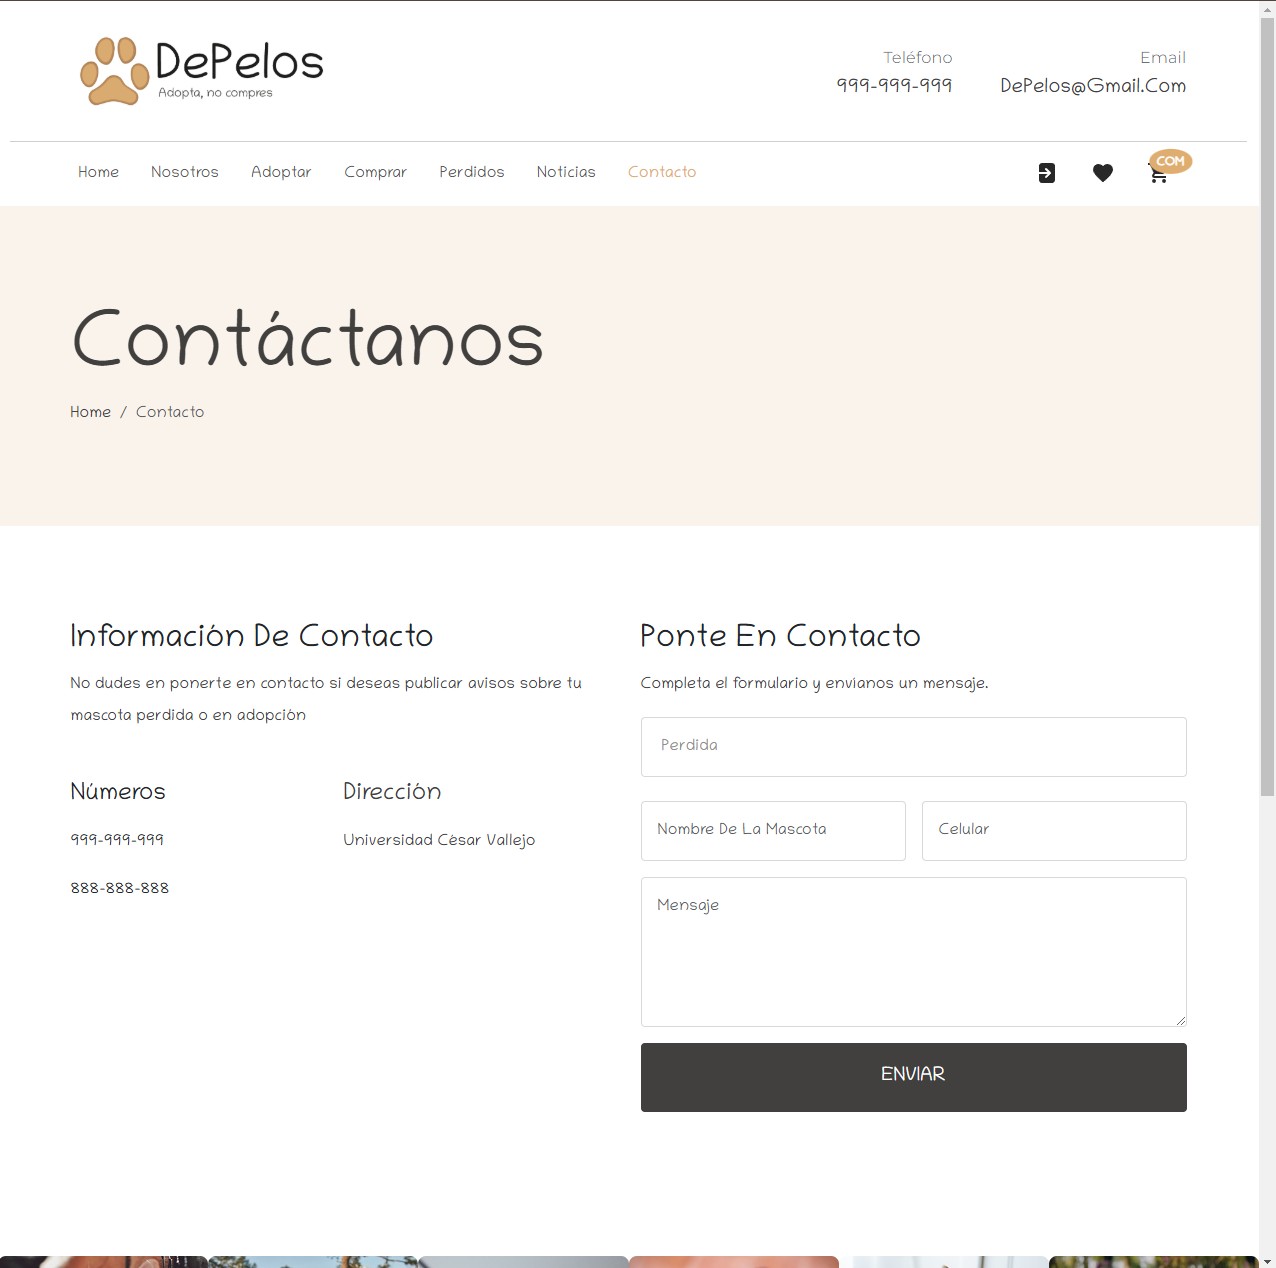 DePelos
Adopta, no compres
Teléfono
999-999-999
Email
DePelos@Gmail.Com
Home
Nosotros
Adoptar
Comprar
Perdidos
Noticias
Contacto
COM
Contáctanos
Home / Contacto
Información De Contacto
No dudes en ponerte en contacto si deseas publicar avisos sobre tu
mascota perdida o en adopción
Números
999-999-999
888-888-888
Dirección
Universidad César Vallejo
Ponte En Contacto
Completa el formulario y envíanos un mensaje.
Perdida
Nombre De La Mascota
Celular
Mensaje
ENVIAR